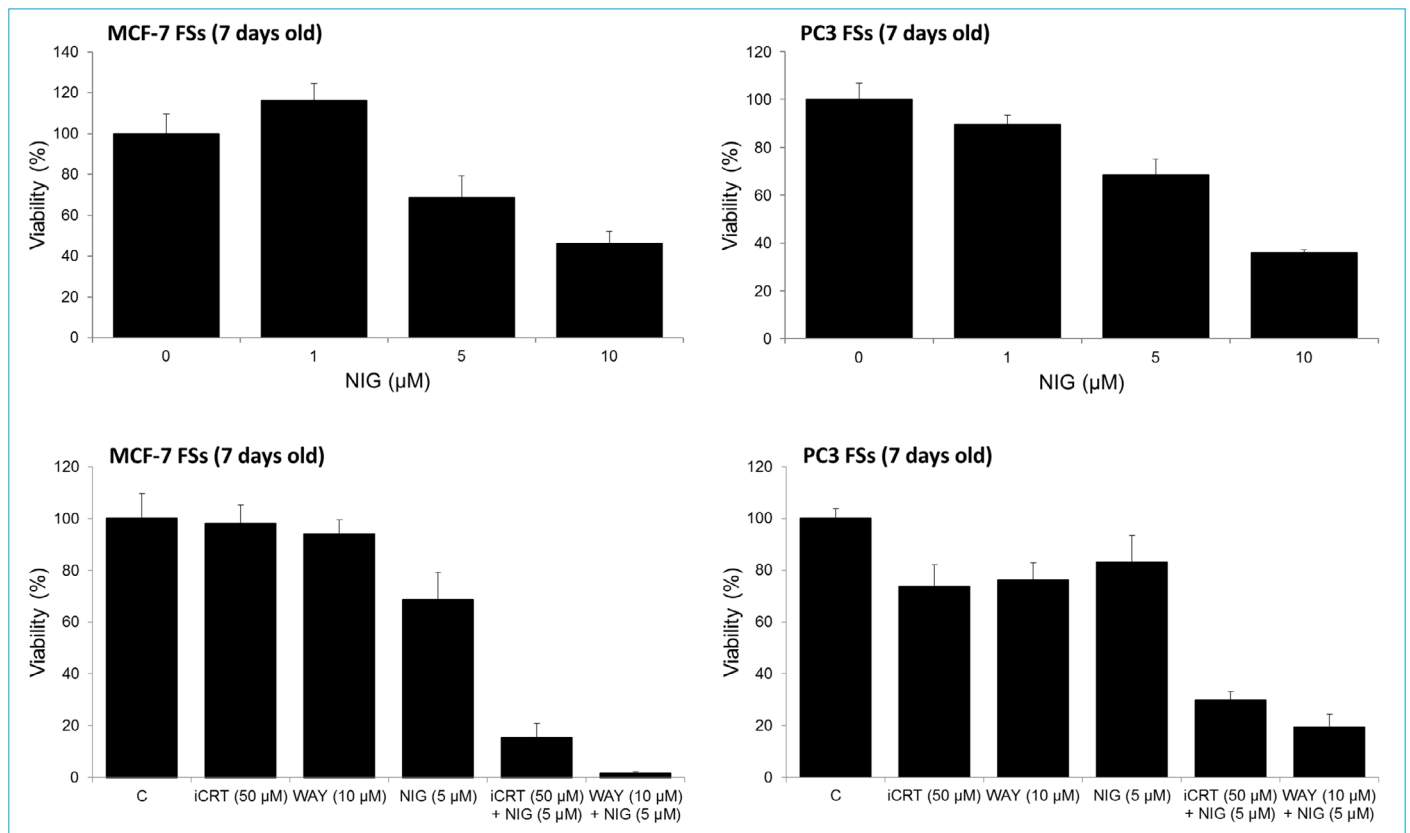 MCF-7 FSs (7 days old)
140
120
100
80
60
40
20
0
Viability (%)
0 1 5 10
NIG (µM)
PC3 FSs (7 days old)
120
100
80
60
40
20
0
Viability (%)
0 1 5 10
NIG (µM)
MCF-7 FSs (7 days old)
120
100
80
60
40
20
0
Viability (%)
C iCRT (50 µM) WAY (10 µM) NIG (5 µM) iCRT (50 µM) WAY (10 µM)
+ NIG (5 µM) + NIG (5 µM)
PC3 FSs (7 days old)
120
100
80
60
40
20
0
Viability (%)
C iCRT (50 µM) WAY (10 µM) NIG (5 µM) iCRT (50 µM) WAY (10 µM)
+ NIG (5 µM) + NIG (5 µM)